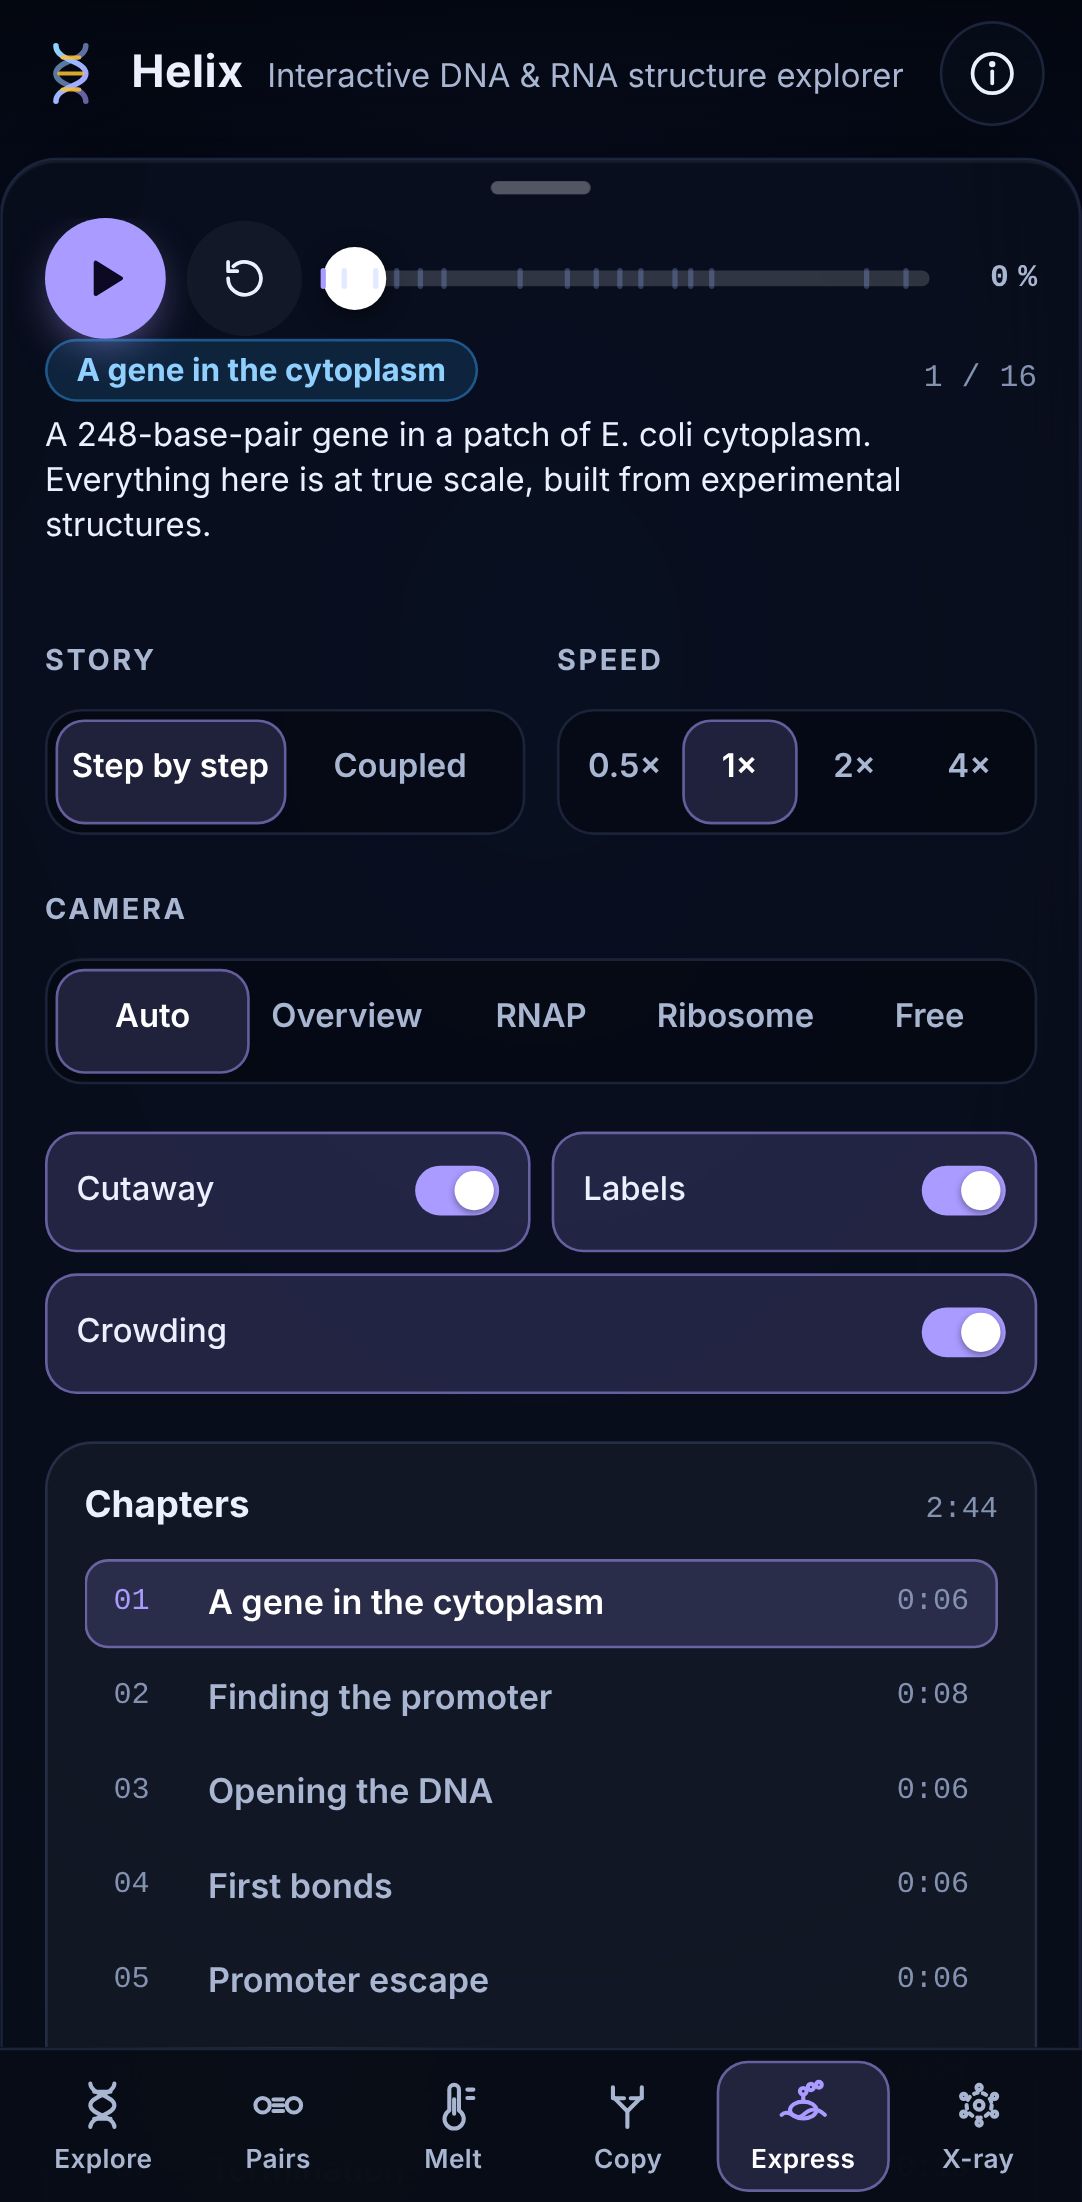 Helix Interactive DNA & RNA structure explorer
0 %
A gene in the cytoplasm
1 / 16
A 248-base-pair gene in a patch of E. coli cytoplasm.
Everything here is at true scale, built from experimental
structures.
STORY
SPEED
Step by step Coupled
0.5× 1× 2× 4×
CAMERA
Auto Overview RNAP Ribosome Free
Cutaway
Labels
Crowding
Chapters 2:44
01 A gene in the cytoplasm 0:06
02 Finding the promoter 0:08
03 Opening the DNA 0:06
04 First bonds 0:06
05 Promoter escape 0:06
Explore Pairs Melt Copy Express X-ray